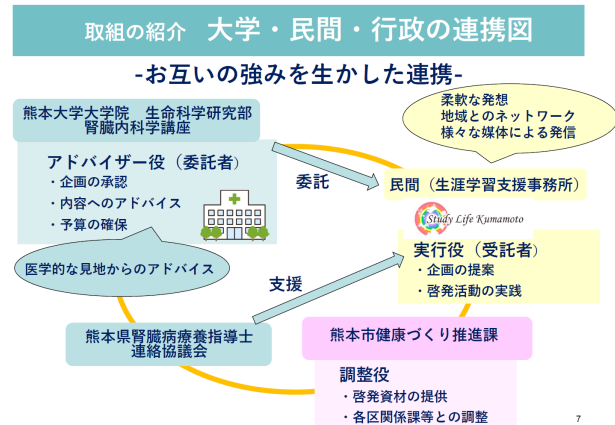 取組の紹介　大学・民間・行政の連携図
-お互いの強みを生かした連携-
熊本大学大学院　生命科学研究部
腎臓内科学講座
アドバイザー役（委託者）
・企画の承認
・内容へのアドバイス
・予算の確保
医学的な見地からのアドバイス
委託
柔軟な発想
地域とのネットワーク
様々な媒体による発信
民間（生涯学習支援事務所）
Study Life Kumamoto
実行役（受託者）
・企画の提案
・啓発活動の実践
支援
熊本県腎臓病療養指導士
連絡協議会
熊本市健康づくり推進課
調整役
・啓発資材の提供
・各区関係課等との調整
7